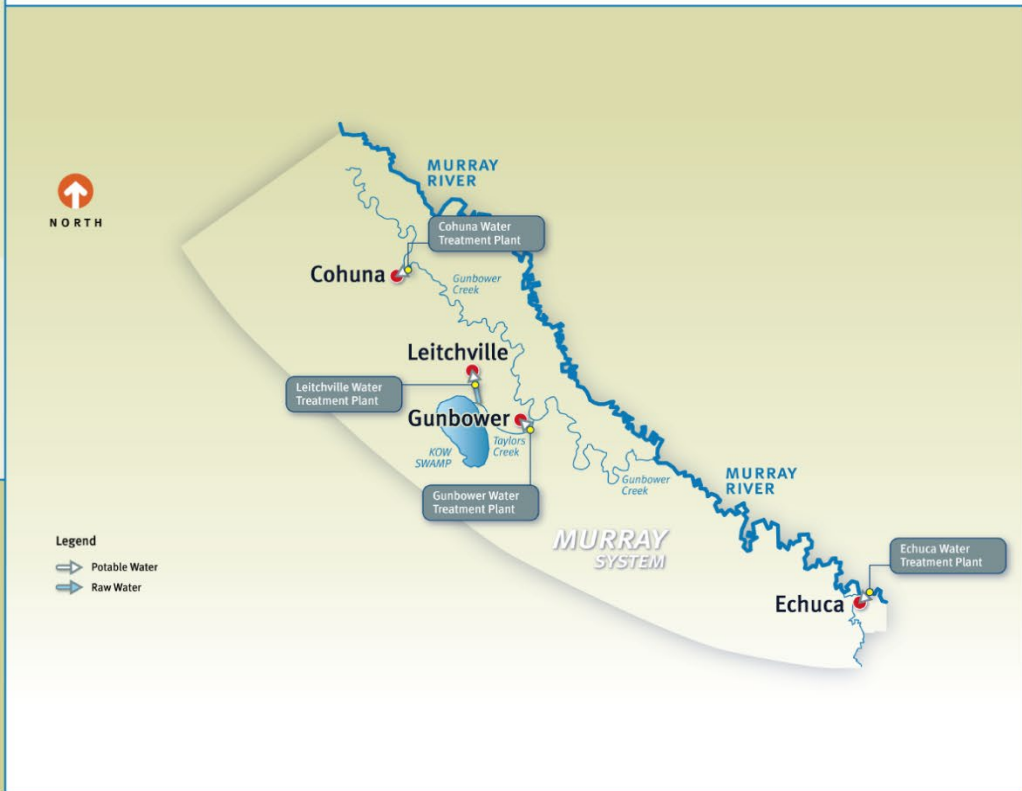 MURRAY
RIVER
NORTH
Cohuna Water
Treatment Plant
Cohuna
Gunbower
Creek
Leitchville
Leitchville Water
Treatment Plant
Gunbower
KOW
SWAMP
Taylors
Creek
Gunbower
Creek
MURRAY
RIVER
Gunbower Water
Treatment Plant
MURRAY
SYSTEM
Echuca Water
Treatment Plant
Echuca
Legend
Potable Water
Raw Water